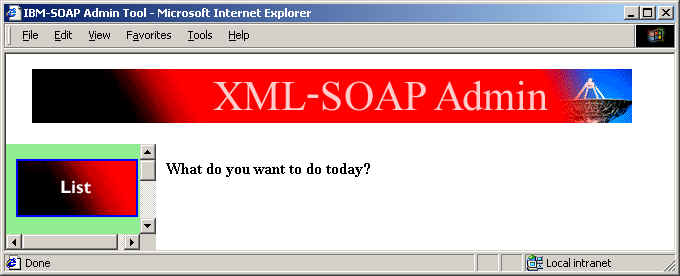 IBM-SOAP Admin Tool - Microsoft Internet Explorer
File Edit View Favorites Tools Help
XML-SOAP Admin
What do you want to do today?
List
Done Local intranet